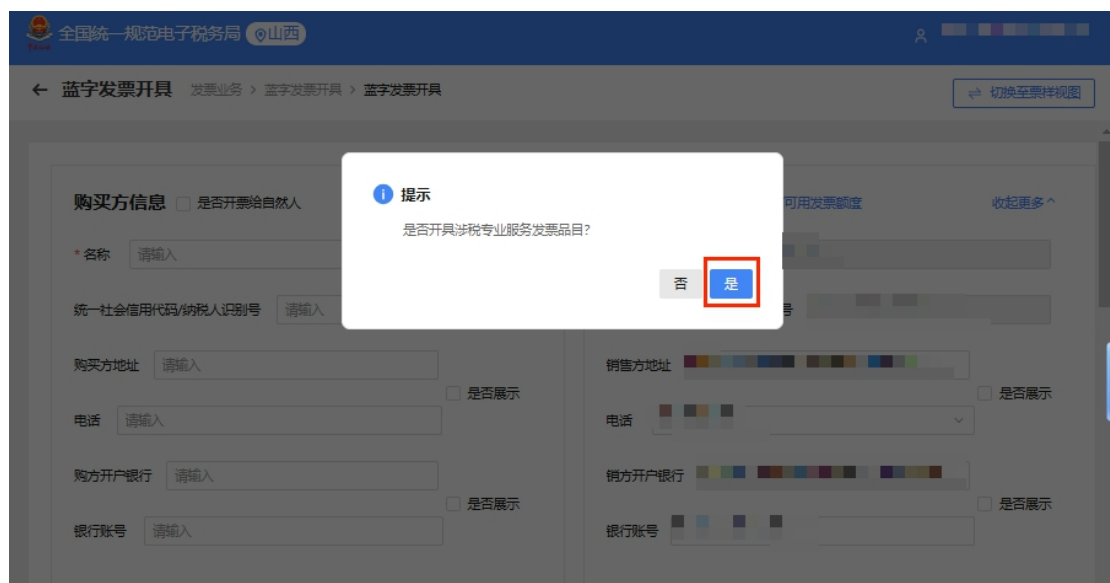 全国统一规范电子税务局 山西
蓝字发票开具 发票业务 > 蓝字发票开具 > 蓝字发票开具
切换至票样视图
提示
是否开具涉税专业服务发票品目?
否 是
购买方信息 是否开票给自然人
可用发票额度 收起更多
*名称 请输入
统一社会信用代码/纳税人识别号 请输入
号
购买方地址 请输入
是否展示
电话 请输入
销售方地址
是否展示
电话
购方开户银行 请输入
是否展示
银行账号 请输入
销方开户银行
是否展示
银行账号